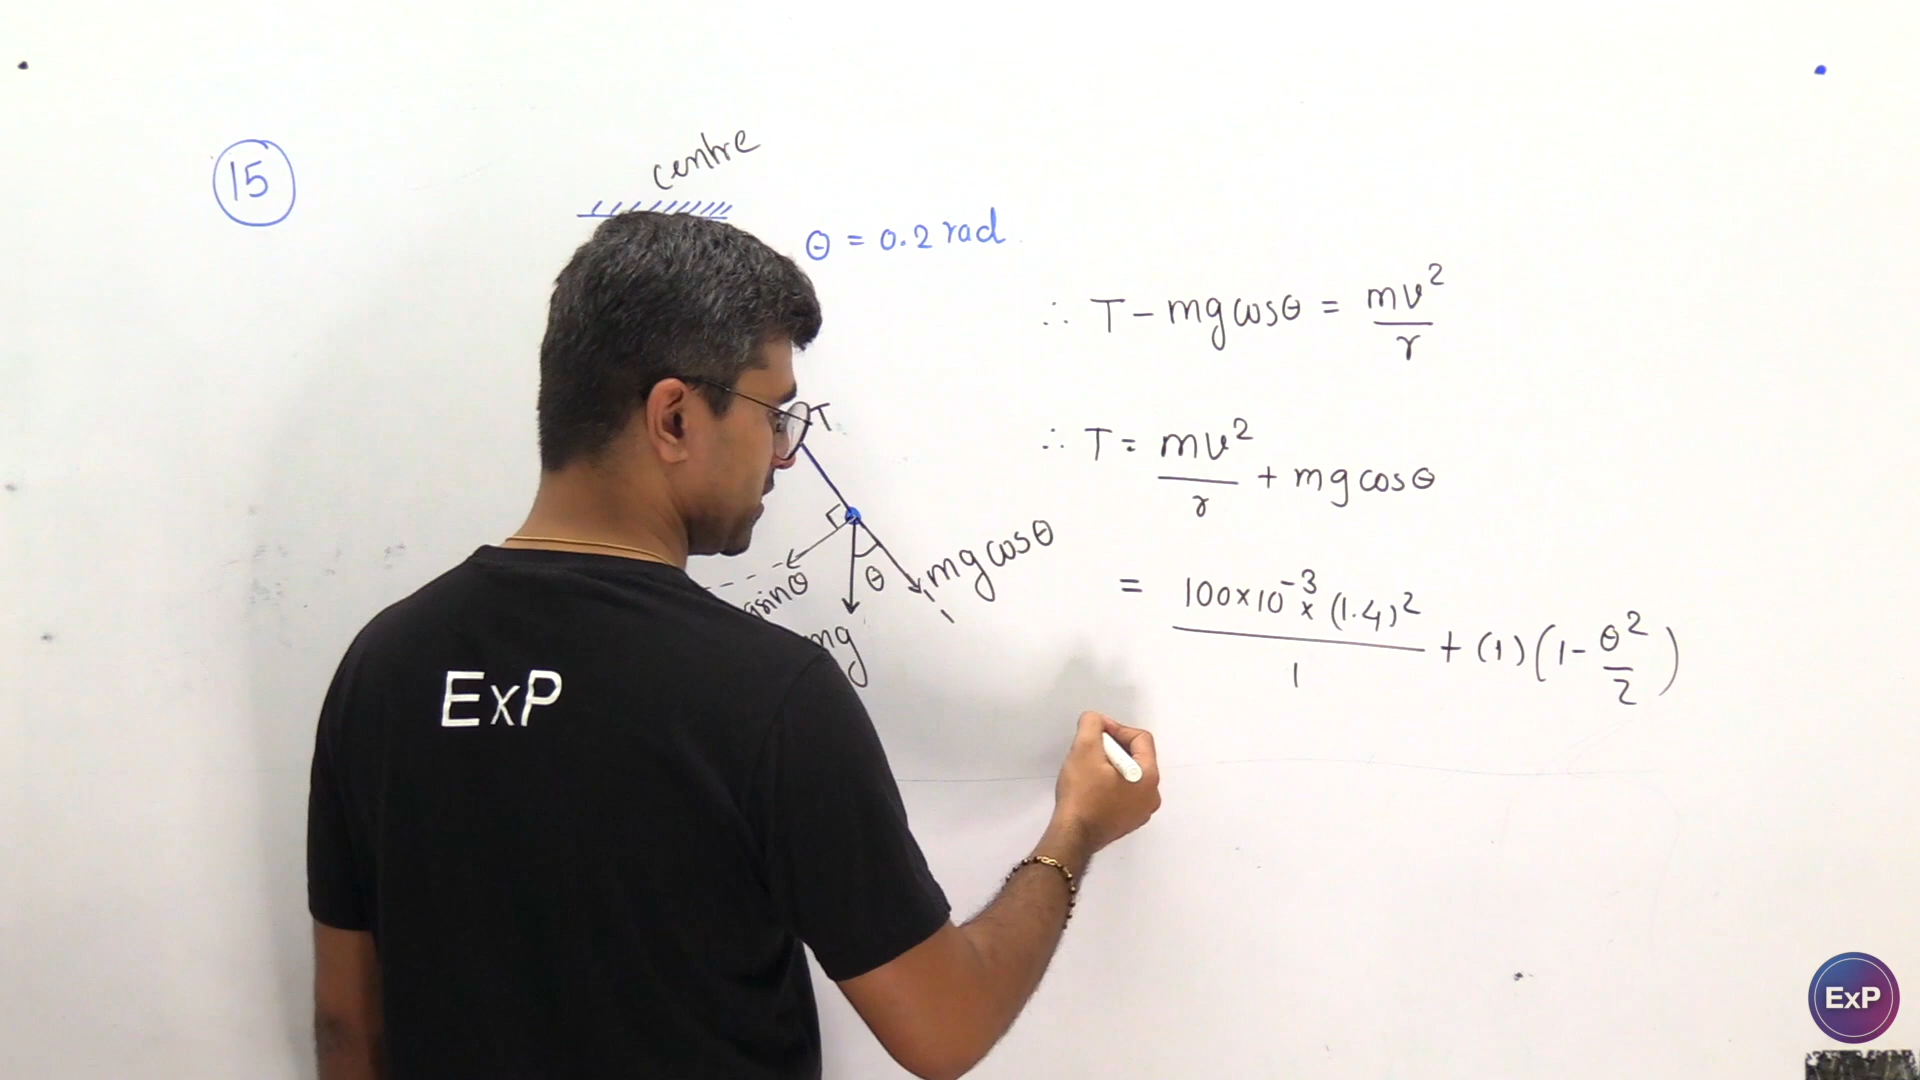 15
centre
θ = 0.2 rad
∴ T - mg cosθ = mv²/r
T
∴ T = mv²/r + mg cosθ
mg cosθ
θ
sinθ
mg
= 100×10⁻³ × (1.4)²/1 + (1)(1 - θ²/2)
ExP
ExP